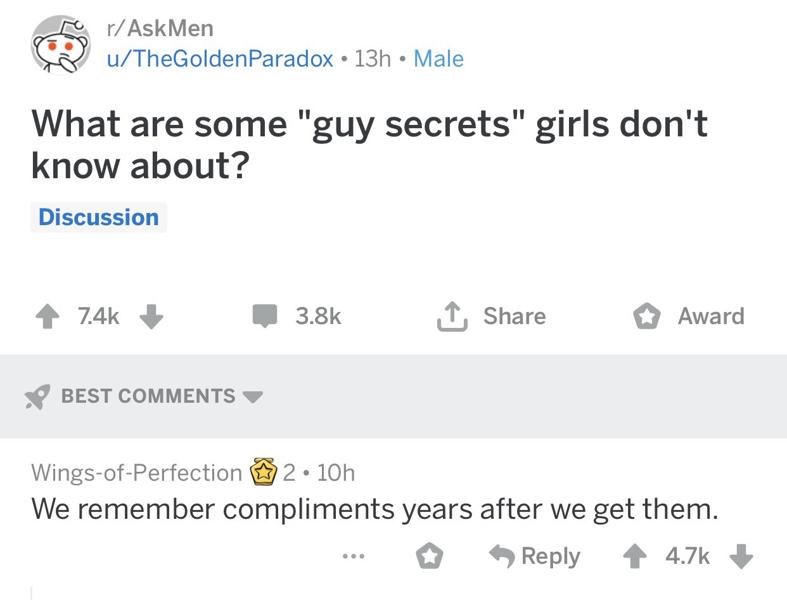 r/AskMen
u/TheGoldenParadox • 13h • Male
What are some "guy secrets" girls don't
know about?
Discussion
7.4k 3.8k Share Award
BEST COMMENTS
Wings-of-Perfection 2 • 10h
We remember compliments years after we get them.
... Reply 4.7k